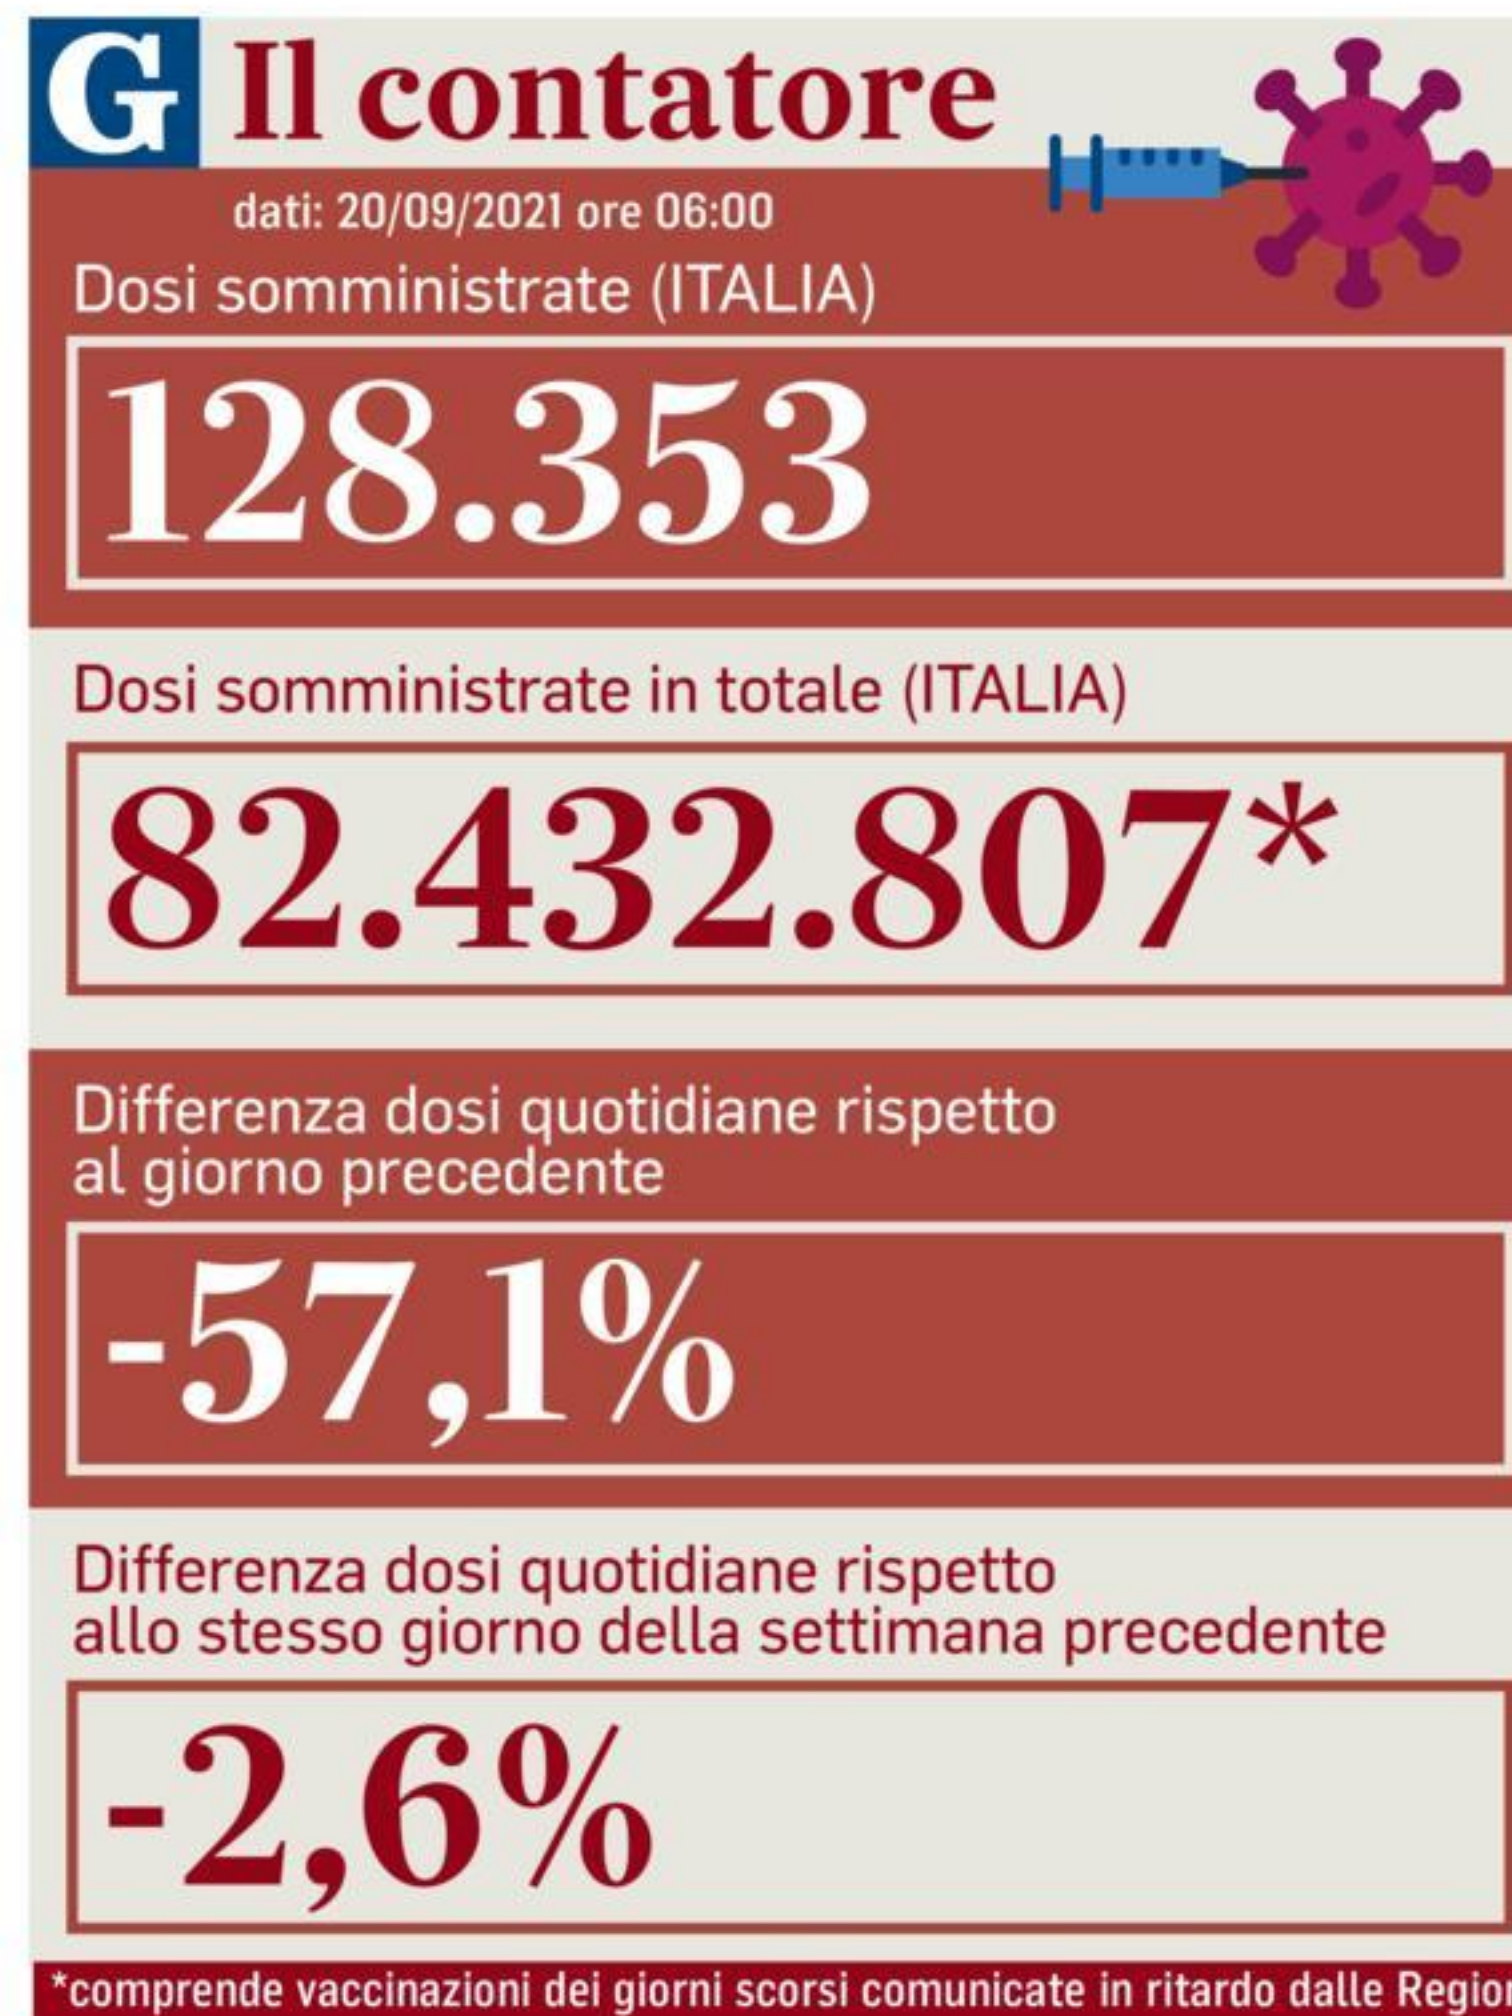 G Il contatore
dati: 20/09/2021 ore 06:00
Dosi somministrate (ITALIA)
128.353
Dosi somministrate in totale (ITALIA)
82.432.807*
Differenza dosi quotidiane rispetto
al giorno precedente
-57,1%
Differenza dosi quotidiane rispetto
allo stesso giorno della settimana precedente
-2,6%
*comprende vaccinazioni dei giorni scorsi comunicate in ritardo dalle